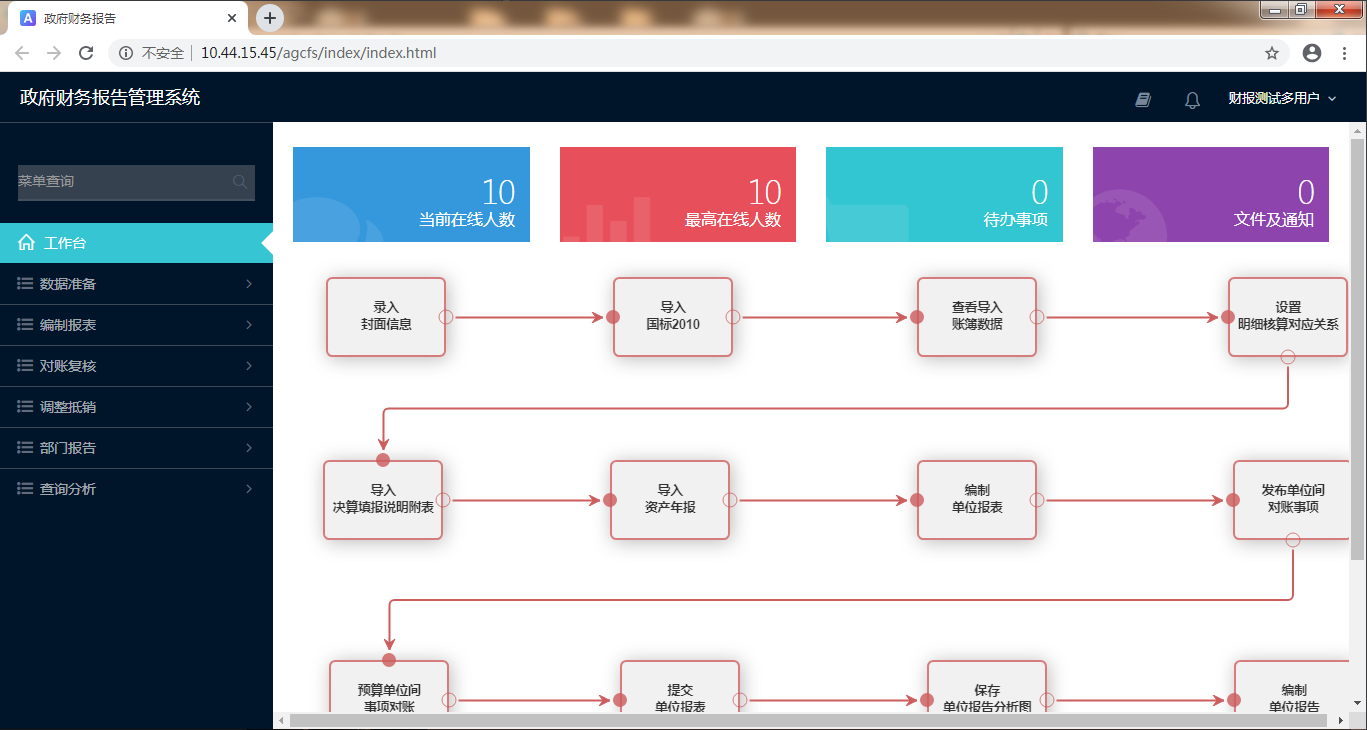 政府财务报告
不安全
10.44.15.45/agcfs/index/index.html
政府财务报告管理系统
财报测试多用户
菜单查询
工作台
数据准备
编制报表
对账复核
调整抵销
部门报告
查询分析
10
当前在线人数
10
最高在线人数
0
待办事项
0
文件及通知
录入
封面信息
导入
国标2010
查看导入
账簿数据
设置
明细核算对应关系
导入
决算填报说明附表
导入
资产年报
编制
单位报表
发布单位间
对账事项
预算单位间
事项对账
提交
单位报表
保存
单位报告分析图
编制
单位报告